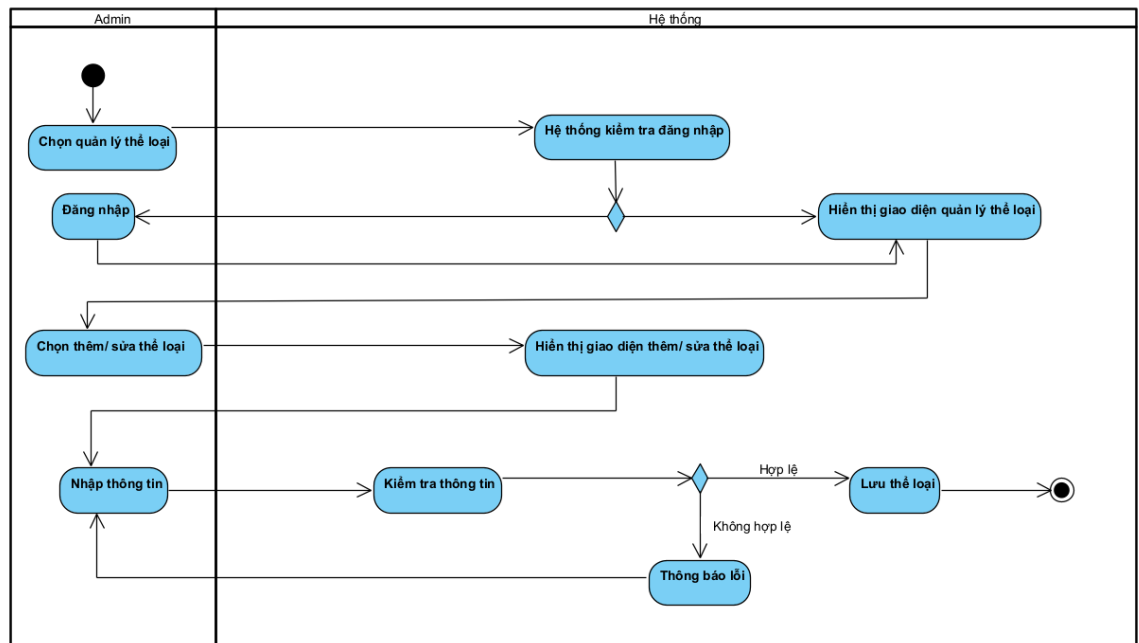 Admin
Hệ thống
Chọn quản lý thể loại
Hệ thống kiểm tra đăng nhập
Đăng nhập
Hiển thị giao diện quản lý thể loại
Chọn thêm/ sửa thể loại
Hiển thị giao diện thêm/ sửa thể loại
Nhập thông tin
Kiểm tra thông tin
Hợp lệ
Lưu thể loại
Không hợp lệ
Thông báo lỗi